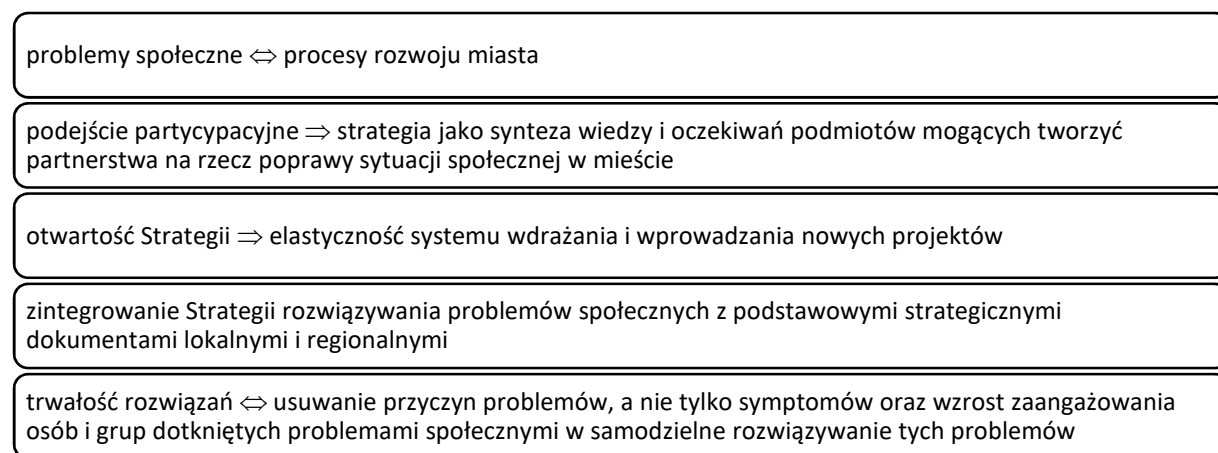 problemy społeczne ⇔ procesy rozwoju miasta
podejście partycypacyjne ⇒ strategia jako synteza wiedzy i oczekiwań podmiotów mogących tworzyć
partnerstwa na rzecz poprawy sytuacji społecznej w mieście
otwartość Strategii ⇒ elastyczność systemu wdrażania i wprowadzania nowych projektów
zintegrowanie Strategii rozwiązywania problemów społecznych z podstawowymi strategicznymi
dokumentami lokalnymi i regionalnymi
trwałość rozwiązań ⇔ usuwanie przyczyn problemów, a nie tylko symptomów oraz wzrost zaangażowania
osób i grup dotkniętych problemami społecznymi w samodzielne rozwiązywanie tych problemów